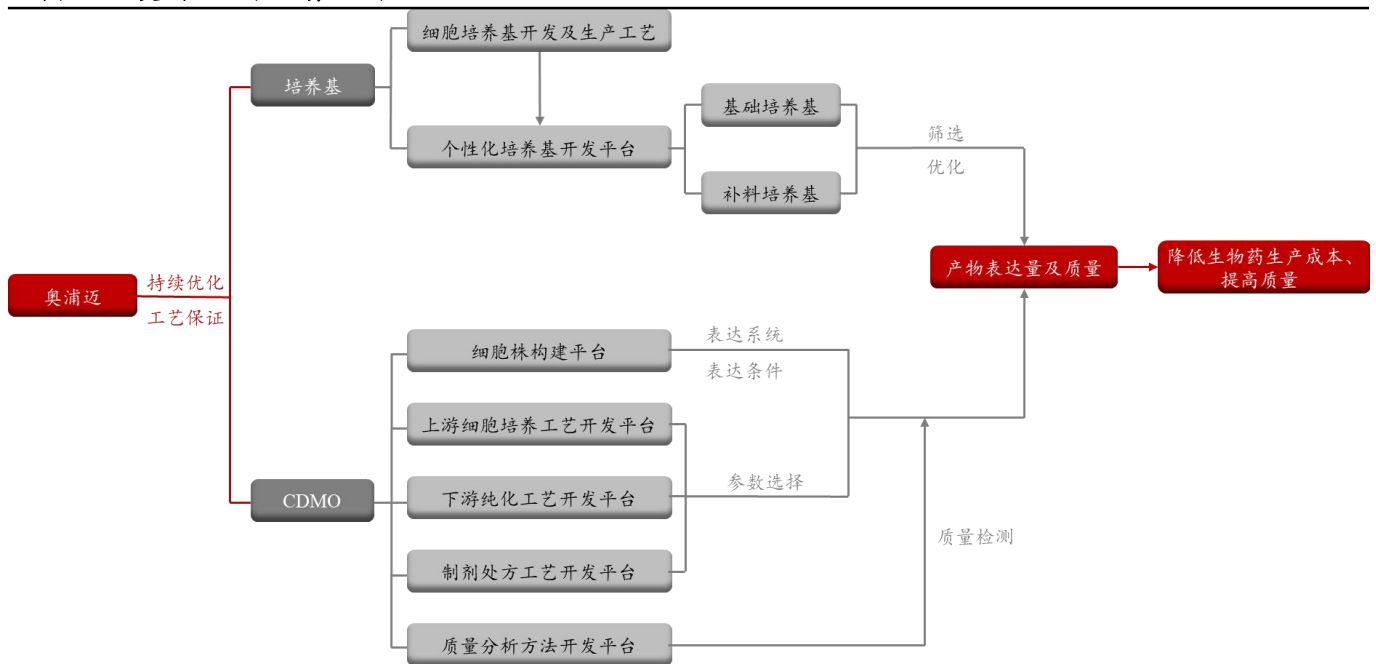 细胞培养基开发及生产工艺
培养基
基础培养基
个性化培养基开发平台
筛选
优化
补料培养基
奥浦迈
持续优化
工艺保证
产物表达量及质量
降低生物药生产成本、
提高质量
细胞株构建平台
表达系统
表达条件
上游细胞培养工艺开发平台
CDMO
下游纯化工艺开发平台
参数选择
质量检测
制剂处方工艺开发平台
质量分析方法开发平台